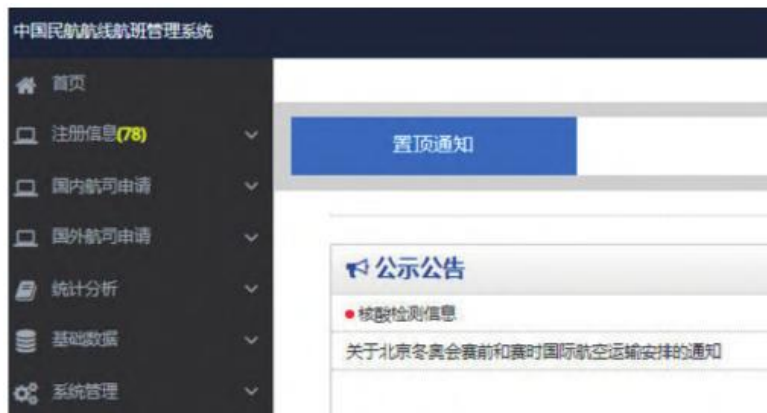 中国民航航线航班管理系统
首页
注册信息(78)
国内航司申请
国外航司申请
统计分析
基础数据
系统管理
置顶通知
公示公告
核酸检测信息
关于北京冬奥会赛前和赛时国际航空运输安排的通知